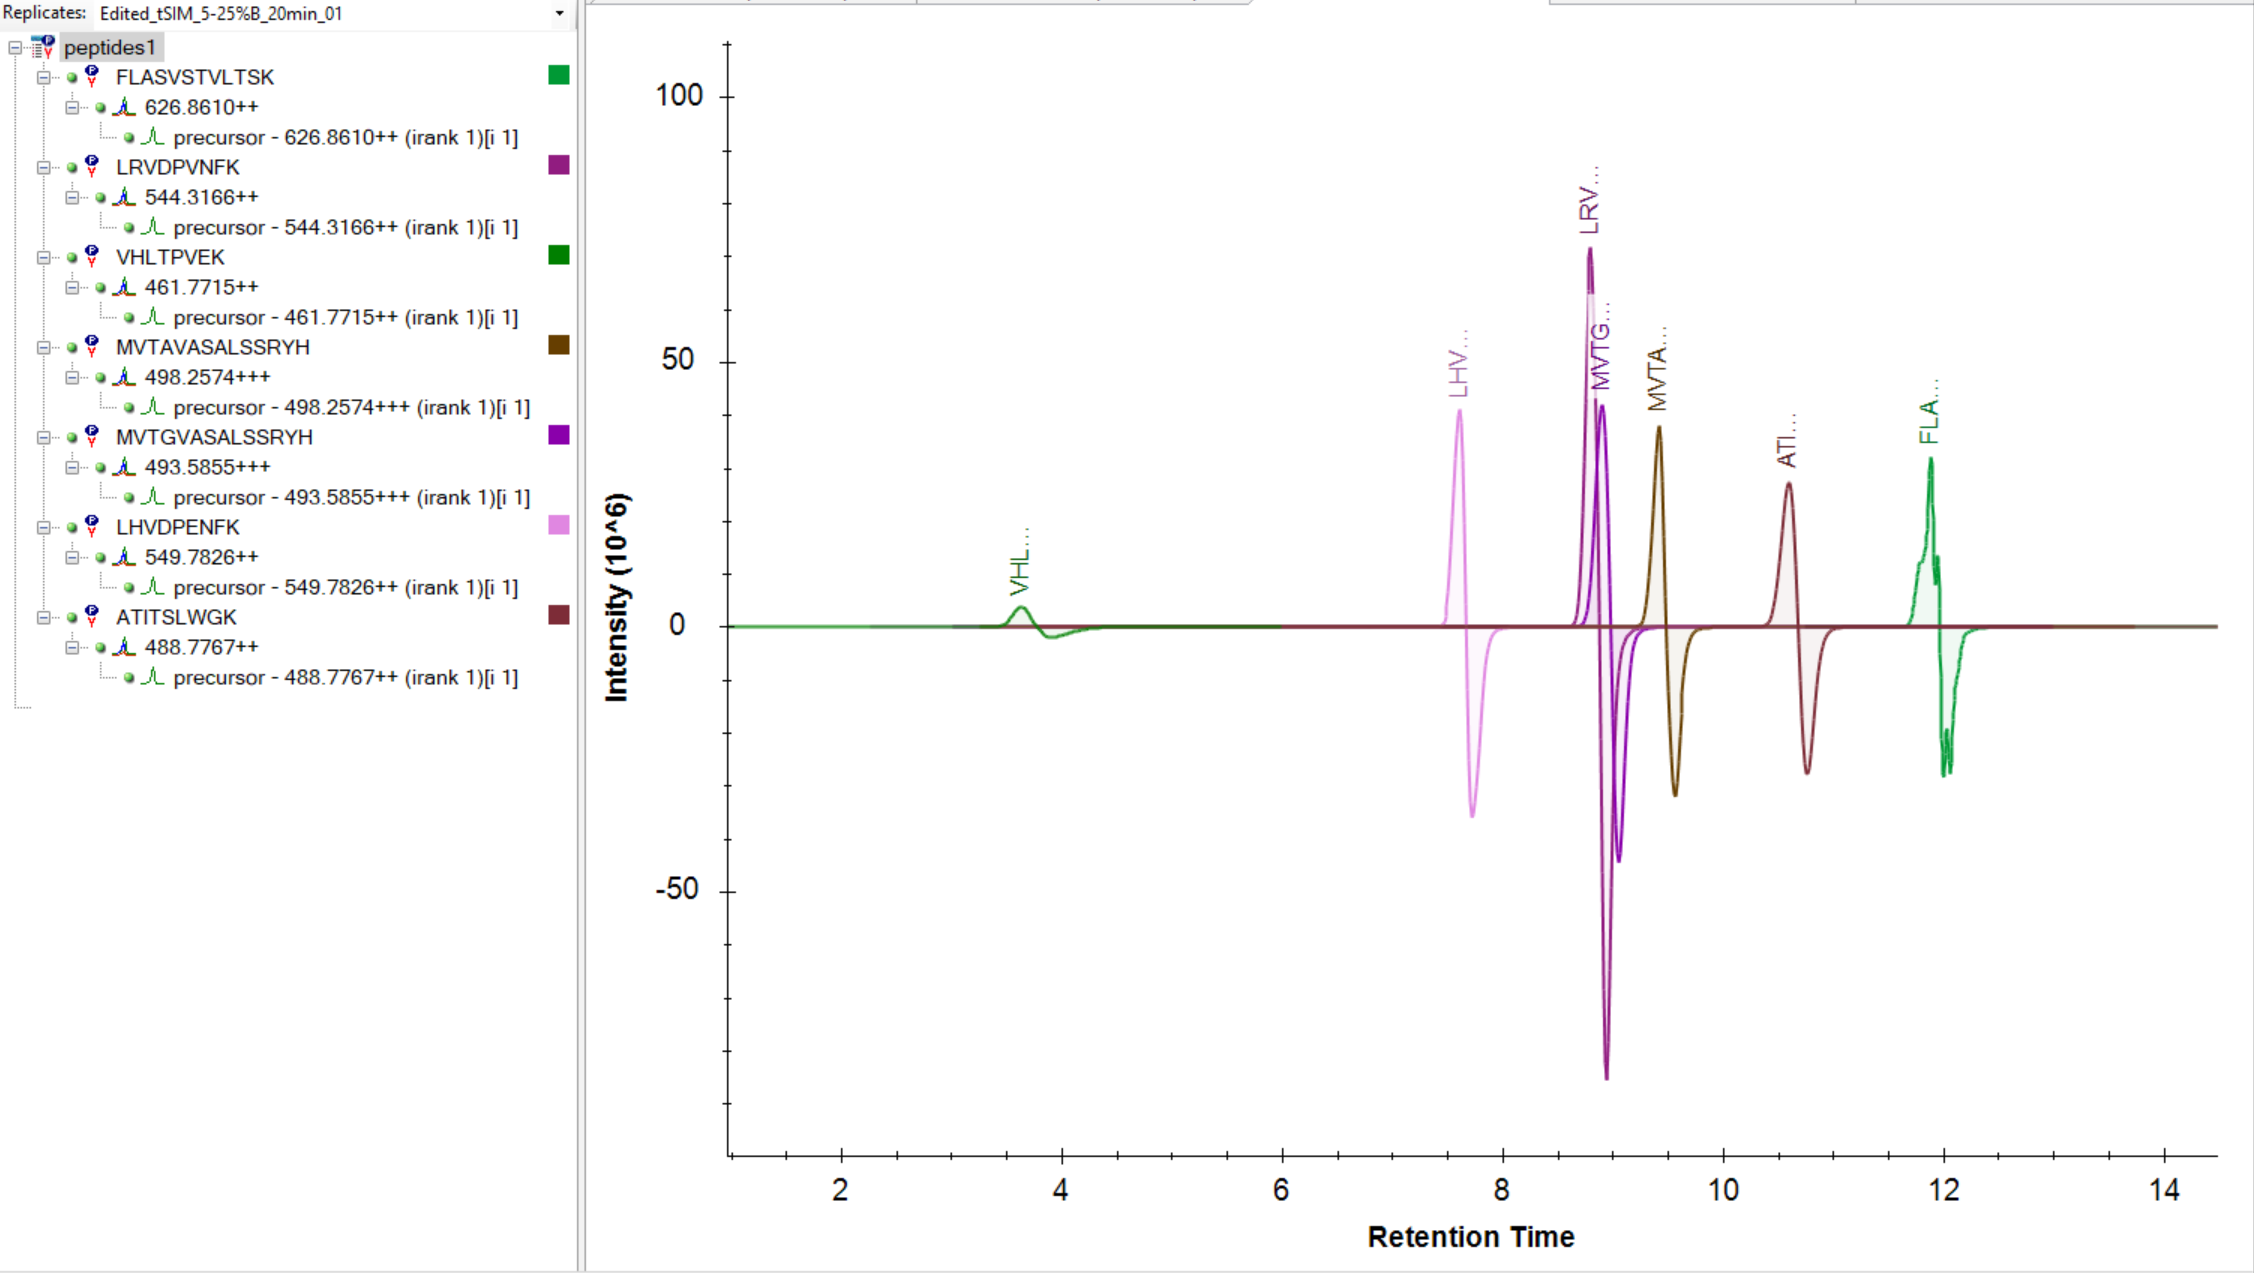 Replicates: Edited_tSIM_5-25%B_20min_01
peptides1
FLASVSTVLTSK
626.8610++
precursor - 626.8610++ (irank 1)[i 1]
LRVDPVNFK
544.3166++
precursor - 544.3166++ (irank 1)[i 1]
VHLTPVEK
461.7715++
precursor - 461.7715++ (irank 1)[i 1]
MVTAVASALSSRYH
498.2574+++
precursor - 498.2574+++ (irank 1)[i 1]
MVTGVASALSSRYH
493.5855+++
precursor - 493.5855+++ (irank 1)[i 1]
LHVDPENFK
549.7826++
precursor - 549.7826++ (irank 1)[i 1]
ATITSLWGK
488.7767++
precursor - 488.7767++ (irank 1)[i 1]
Intensity (10^6)
100
50
0
-50
VHL...
LHV...
LRV...
MVTG...
MVTA...
ATI...
FLA...
2 4 6 8 10 12 14
Retention Time